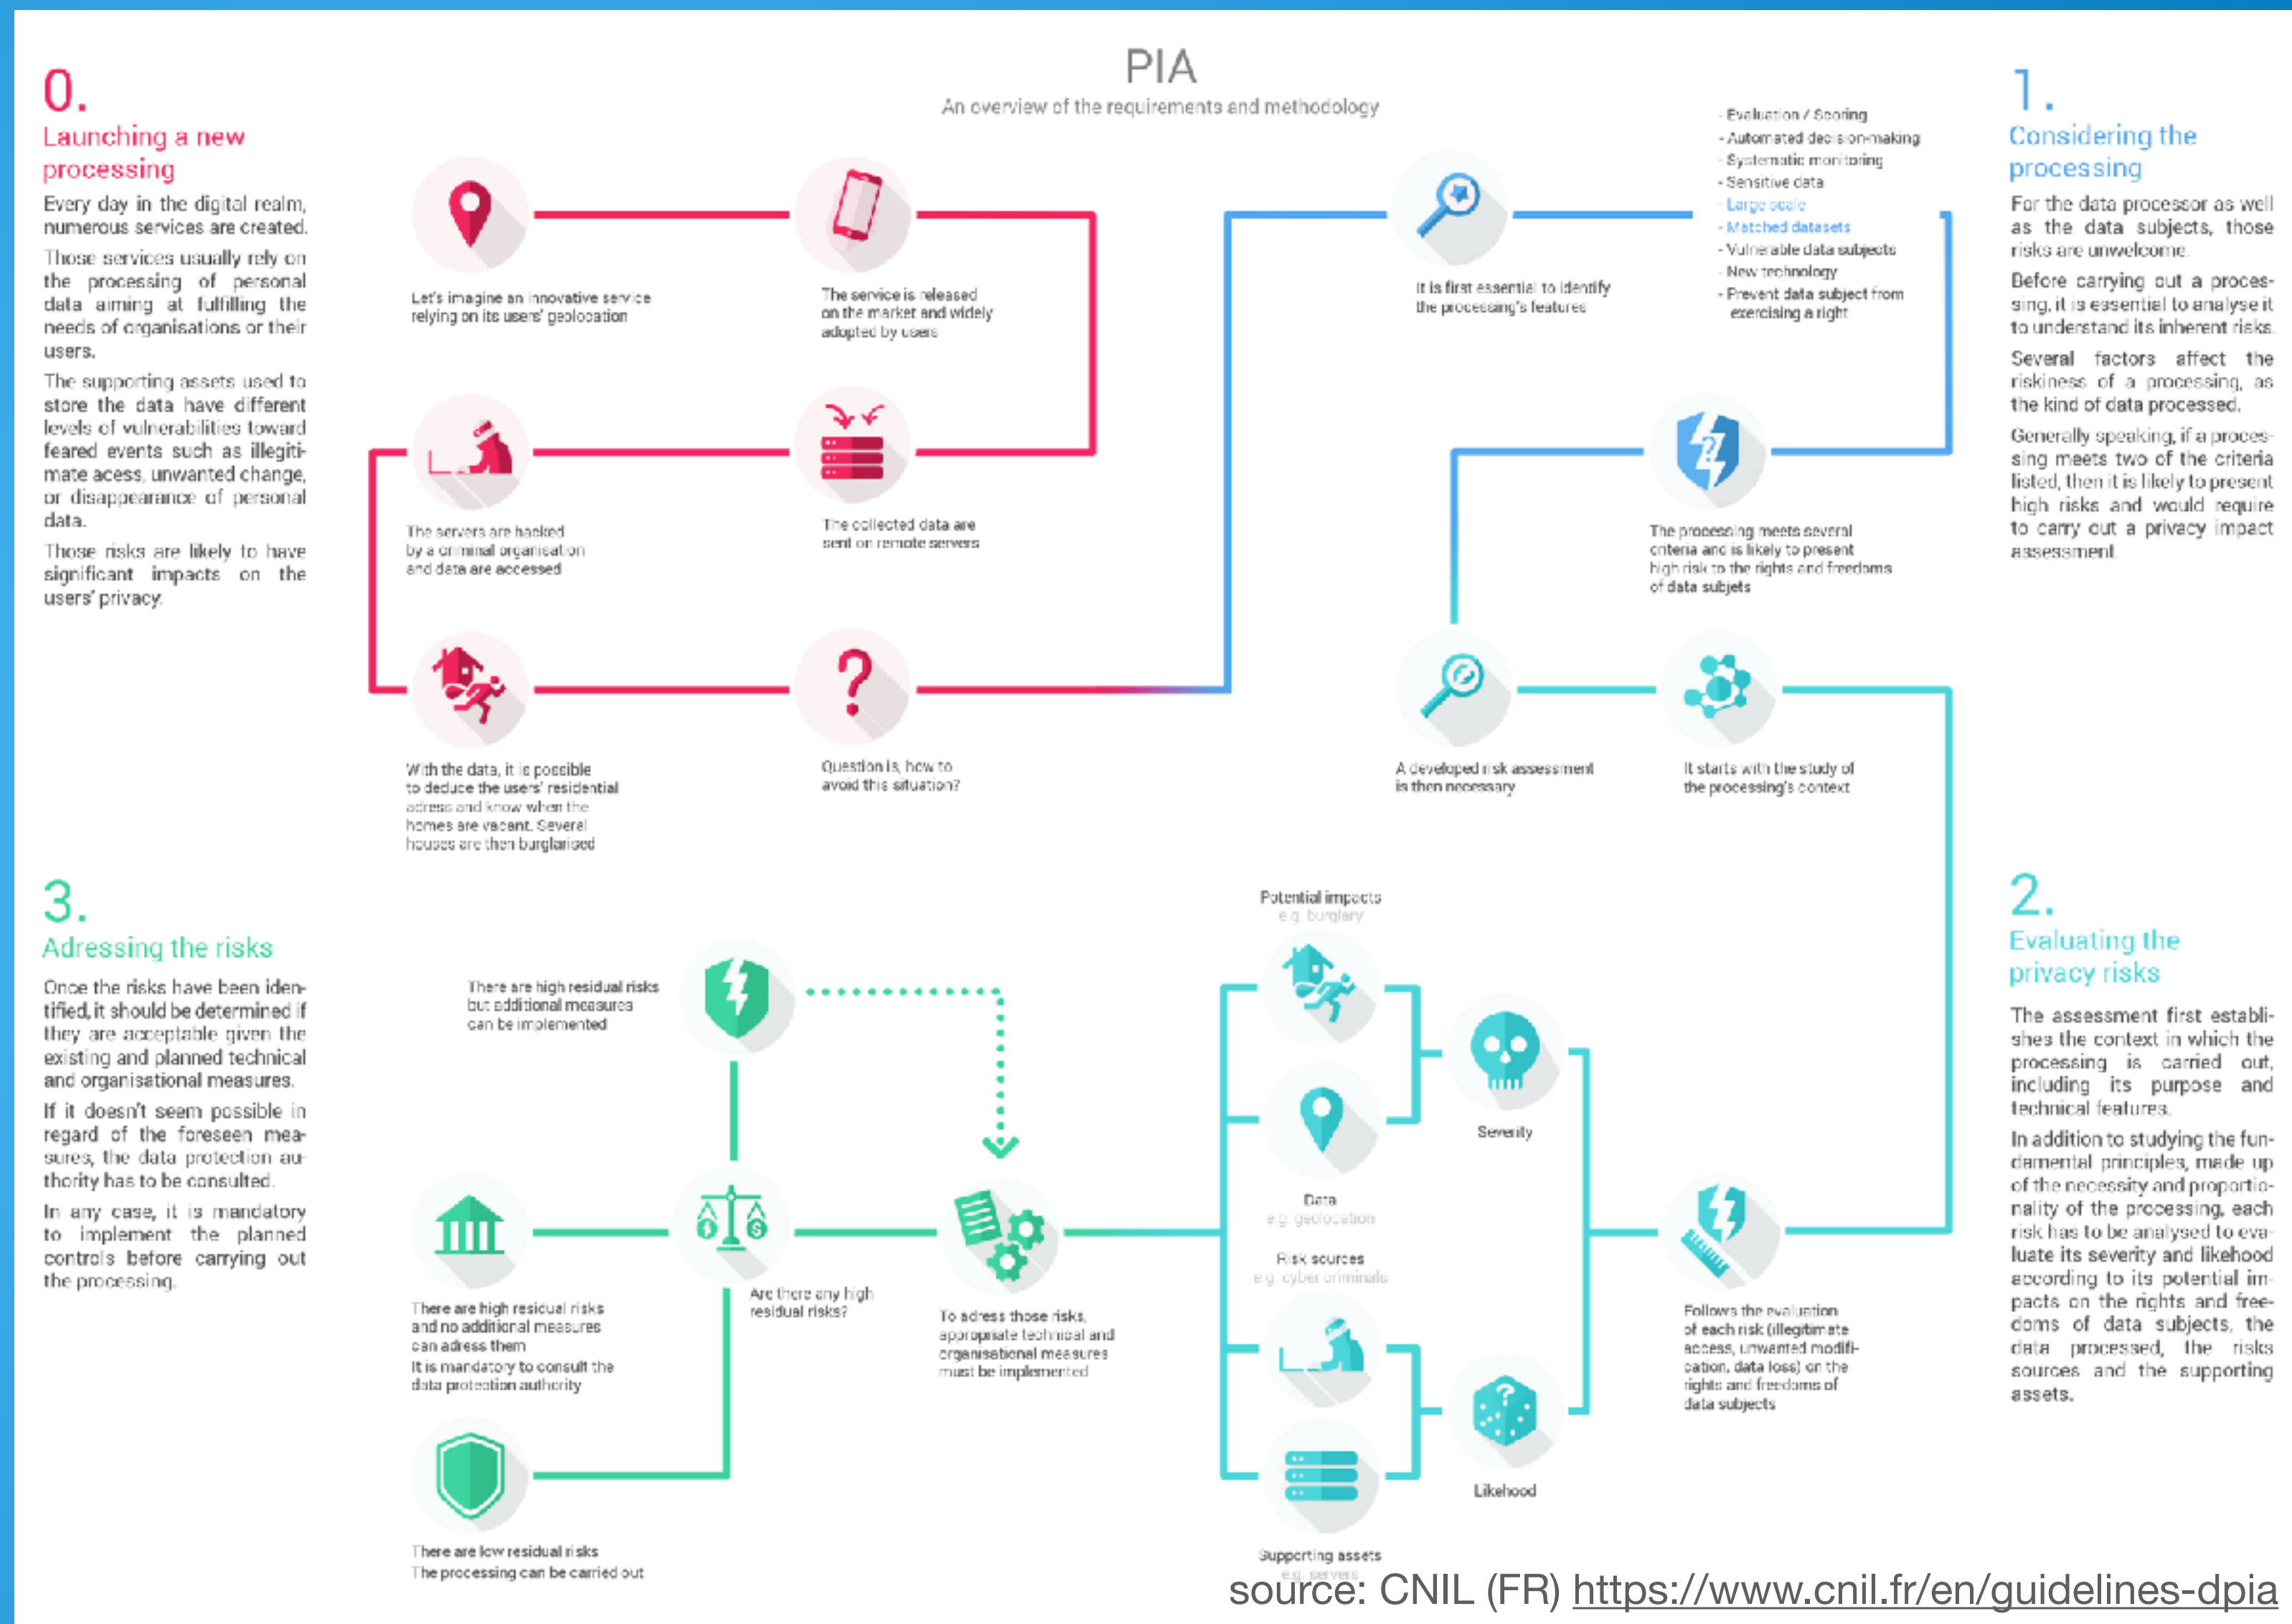 PIA
An overview of the requirements and methodology
0.
Launching a new
processing
Every day in the digital realm,
numerous services are created.
Those services usually rely on
the processing of personal
data aiming at fulfilling the
needs of organisations or their
users.
The supporting assets used to
store the data have different
levels of vulnerabilities toward
feared events such as illegiti-
mate acess, unwanted change,
or disappearance of personal
data.
Those risks are likely to have
significant impacts on the
users' privacy.
Let's imagine an innovative service
relying on its users' geolocation
The service is released
on the market and widely
adopted by users
The servers are hacked
by a criminal organisation
and data are accessed
The collected data are
sent on remote servers
With the data, it is possible
to deduce the users' residential
adress and know when the
homes are vacant. Several
houses are then burglarised
Question is, how to
avoid this situation?
It is first essential to identify
the processing's features
- Evaluation / Scoring
- Automated decision-making
- Systematic monitoring
- Sensitive data
- Large scale
- Matched datasets
- Vulnerable data subjects
- New technology
- Prevent data subject from
exercising a right
1.
Considering the
processing
For the data processor as well
as the data subjects, those
risks are unwelcome.
Before carrying out a proces-
sing, it is essential to analyse it
to understand its inherent risks.
Several factors affect the
riskiness of a processing, as
the kind of data processed.
Generally speaking, if a proces-
sing meets two of the criteria
listed, then it is likely to present
high risks and would require
to carry out a privacy impact
assessment.
The processing meets several
criteria and is likely to present
high risk to the rights and freedoms
of data subjets
A developed risk assessment
is then necessary
It starts with the study of
the processing's context
2.
Evaluating the
privacy risks
The assessment first establi-
shes the context in which the
processing is carried out,
including its purpose and
technical features.
In addition to studying the fun-
damental principles, made up
of the necessity and proportio-
nality of the processing, each
risk has to be analysed to eva-
luate its severity and likehood
according to its potential im-
pacts on the rights and free-
doms of data subjects, the
data processed, the risks
sources and the supporting
assets.
Follows the evaluation
of each risk (illegitimate
access, unwanted modifi-
cation, data loss) on the
rights and freedoms of
data subjects
Potential impacts
e.g. burglary
Severity
Data
e.g. geolocation
Risk sources
e.g. cyber criminals
Likehood
Supporting assets
e.g. servers
3.
Adressing the risks
Once the risks have been iden-
tified, it should be determined if
they are acceptable given the
existing and planned technical
and organisational measures.
If it doesn't seem possible in
regard of the foreseen mea-
sures, the data protection au-
thority has to be consulted.
In any case, it is mandatory
to implement the planned
controls before carrying out
the processing.
There are high residual risks
but additional measures
can be implemented
Are there any high
residual risks?
To adress those risks,
appropriate technical and
organisational measures
must be implemented
There are high residual risks
and no additional measures
can adress them
It is mandatory to consult the
data protection authority
There are low residual risks
The processing can be carried out
source: CNIL (FR) https://www.cnil.fr/en/guidelines-dpia